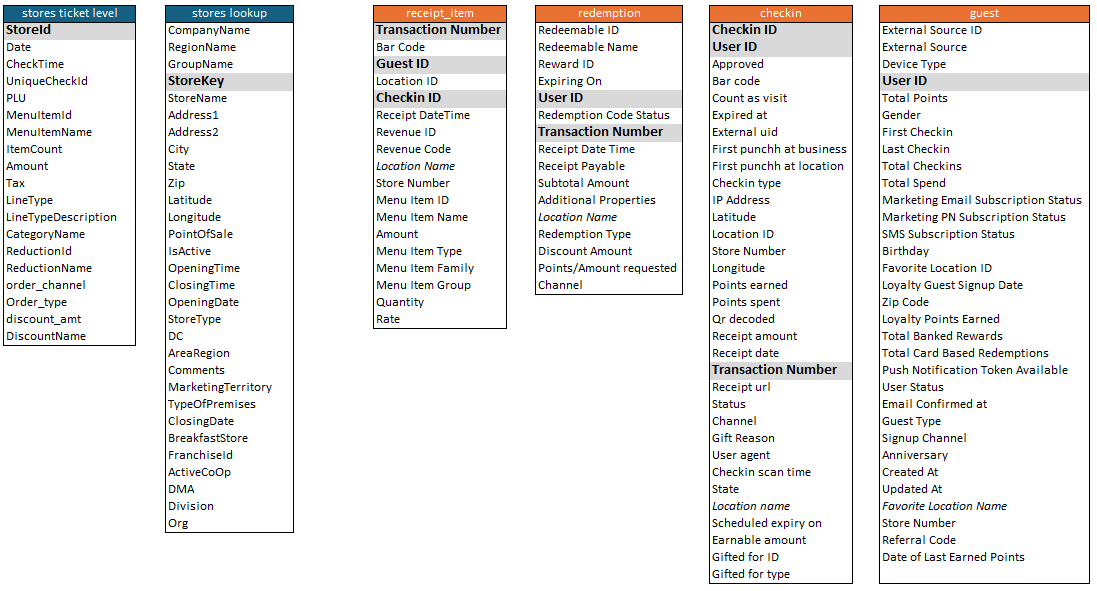 stores ticket level
StoreId
Date
CheckTime
UniqueCheckId
PLU
MenuItemId
MenuItemName
ItemCount
Amount
Tax
LineType
LineTypeDescription
CategoryName
ReductionId
ReductionName
order_channel
Order_type
discount_amt
DiscountName
stores lookup
CompanyName
RegionName
GroupName
StoreKey
StoreName
Address1
Address2
City
State
Zip
Latitude
Longitude
PointOfSale
IsActive
OpeningTime
ClosingTime
OpeningDate
StoreType
DC
AreaRegion
Comments
MarketingTerritory
TypeOfPremises
ClosingDate
BreakfastStore
FranchiseId
ActiveCoOp
DMA
Division
Org
receipt_item
Transaction Number
Bar Code
Guest ID
Location ID
Checkin ID
Receipt DateTime
Revenue ID
Revenue Code
Location Name
Store Number
Menu Item ID
Menu Item Name
Amount
Menu Item Type
Menu Item Family
Menu Item Group
Quantity
Rate
redemption
Redeemable ID
Redeemable Name
Reward ID
Expiring On
User ID
Redemption Code Status
Transaction Number
Receipt Date Time
Receipt Payable
Subtotal Amount
Additional Properties
Location Name
Redemption Type
Discount Amount
Points/Amount requested
Channel
checkin
Checkin ID
User ID
Approved
Bar code
Count as visit
Expired at
External uid
First punchh at business
First punchh at location
Checkin type
IP Address
Latitude
Location ID
Store Number
Longitude
Points earned
Points spent
Qr decoded
Receipt amount
Receipt date
Transaction Number
Receipt url
Status
Channel
Gift Reason
User agent
Checkin scan time
State
Location name
Scheduled expiry on
Earnable amount
Gifted for ID
Gifted for type
guest
External Source ID
External Source
Device Type
User ID
Total Points
Gender
First Checkin
Last Checkin
Total Checkins
Total Spend
Marketing Email Subscription Status
Marketing PN Subscription Status
SMS Subscription Status
Birthday
Favorite Location ID
Loyalty Guest Signup Date
Zip Code
Loyalty Points Earned
Total Banked Rewards
Total Card Based Redemptions
Push Notification Token Available
User Status
Email Confirmed at
Guest Type
Signup Channel
Anniversary
Created At
Updated At
Favorite Location Name
Store Number
Referral Code
Date of Last Earned Points